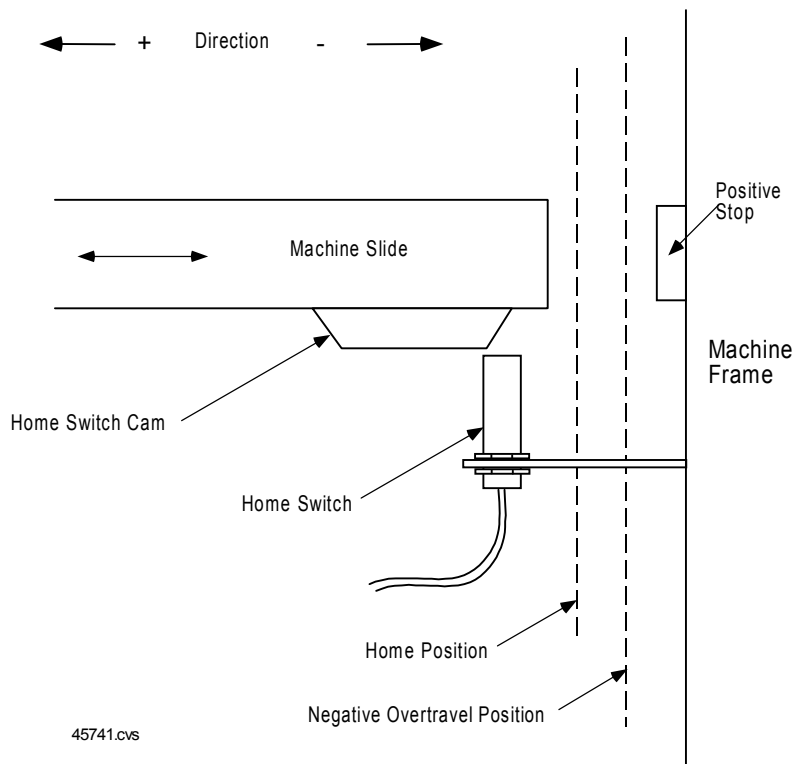 + Direction -
Positive
Stop
Machine Slide
Machine
Frame
Home Switch Cam
Home Switch
Home Position
Negative Overtravel Position
45741.cvs